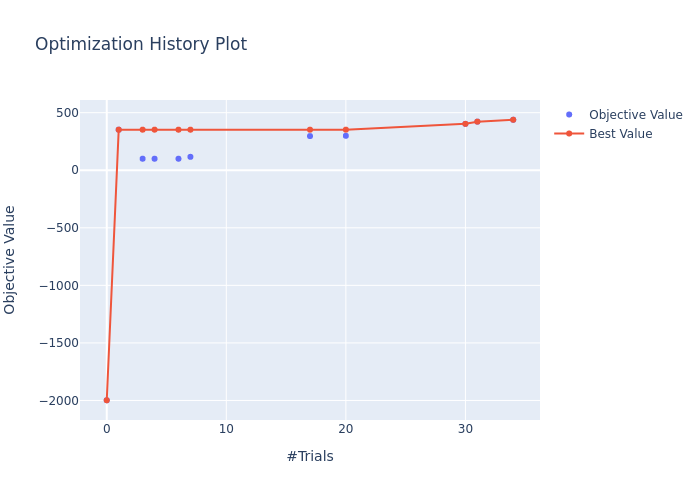 Optimization History Plot
Objective Value
Best Value
500
0
−500
−1000
−1500
−2000
Objective Value
0
10
20
30
#Trials